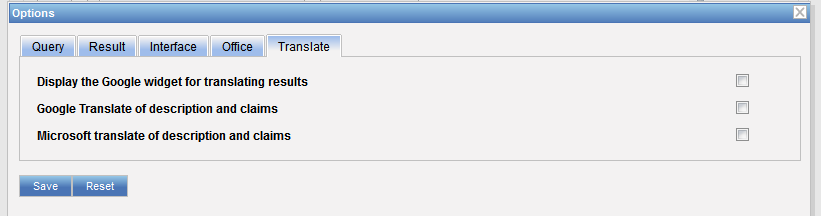 Options
Query Result Interface Office Translate
Display the Google widget for translating results
Google Translate of description and claims
Microsoft translate of description and claims
Save Reset